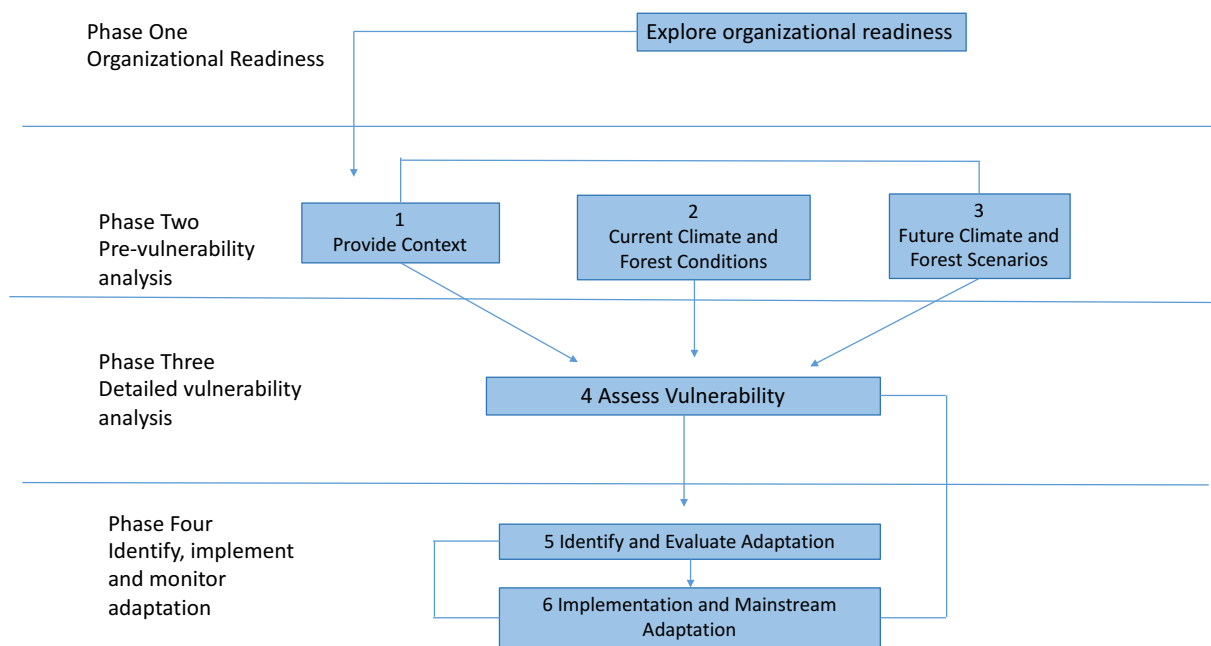 Phase One
Organizational Readiness
Explore organizational readiness
Phase Two
Pre-vulnerability
analysis
1
Provide Context
2
Current Climate and
Forest Conditions
3
Future Climate and
Forest Scenarios
Phase Three
Detailed vulnerability
analysis
4 Assess Vulnerability
Phase Four
Identify, implement
and monitor
adaptation
5 Identify and Evaluate Adaptation
6 Implementation and Mainstream
Adaptation